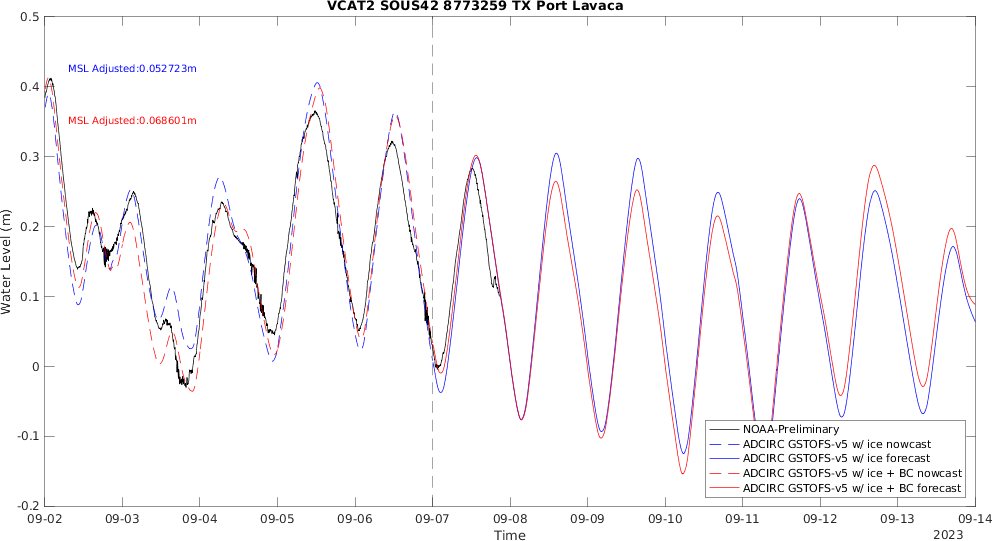 VCAT2 SOUS42 8773259 TX Port Lavaca
MSL Adjusted:0.052723m
MSL Adjusted:0.068601m
Water Level (m)
0.5
0.4
0.3
0.2
0.1
0
-0.1
-0.2
NOAA-Preliminary
ADCIRC GSTOFS-v5 w/ ice nowcast
ADCIRC GSTOFS-v5 w/ ice forecast
ADCIRC GSTOFS-v5 w/ ice + BC nowcast
ADCIRC GSTOFS-v5 w/ ice + BC forecast
09-02 09-03 09-04 09-05 09-06 09-07 09-08 09-09 09-10 09-11 09-12 09-13 09-14
Time
2023